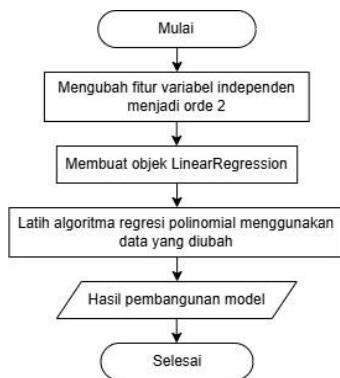 Mulai
Mengubah fitur variabel independen
menjadi orde 2
Membuat objek LinearRegression
Latih algoritma regresi polinomial menggunakan
data yang diubah
Hasil pembangunan model
Selesai